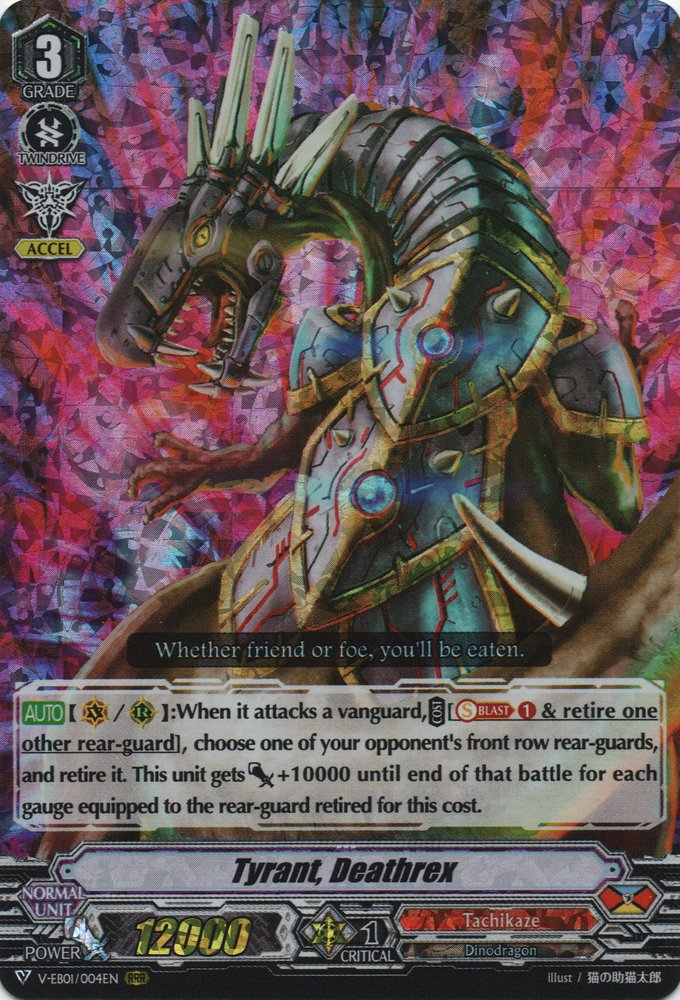 3
GRADE
TWINDRIVE
ACCEL
Whether friend or foe, you'll be eaten.
AUTO【 V / R 】:When it attacks a vanguard, COST [S BLAST 1 & retire one
other rear-guard], choose one of your opponent's front row rear-guards,
and retire it. This unit gets +10000 until end of that battle for each
gauge equipped to the rear-guard retired for this cost.
Tyrant, Deathrex
NORMAL
UNIT
POWER
12000
1
CRITICAL
Tachikaze
Dinodragon
V-EB01/004EN RRR
illust / 猫の助猫太郎